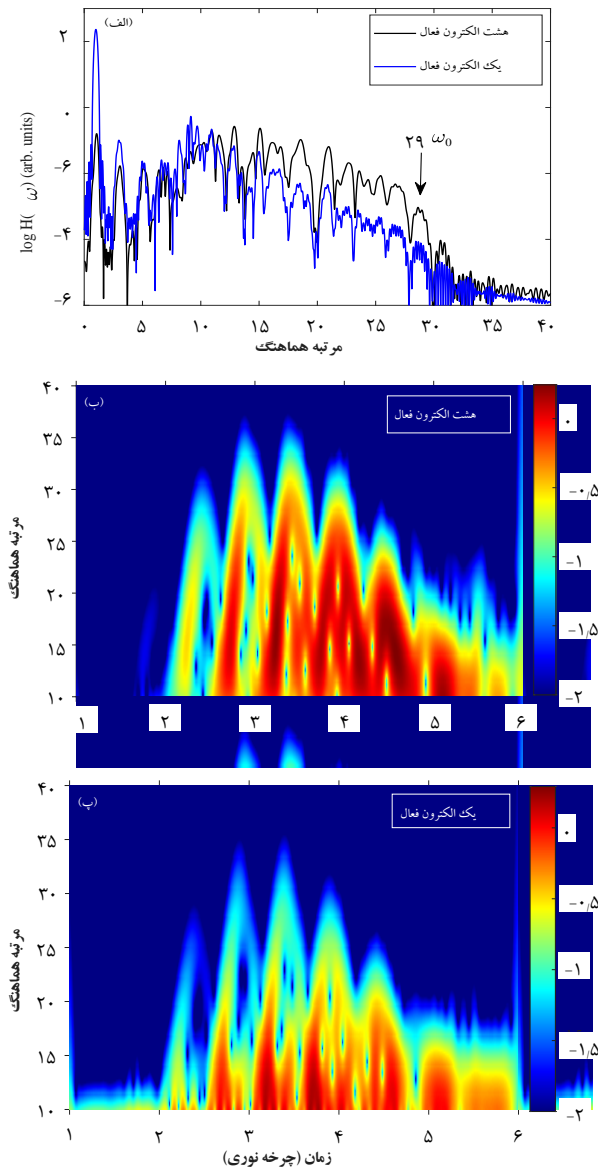 (الف)
هشت الکترون فعال
یک الکترون فعال
۲
۰
−۶
−۴
−۶
log H( ω) (arb. units)
۲۹ ω₀
۰ ۵ ۱۰ ۱۵ ۲۰ ۲۵ ۳۰ ۳۵ ۴۰
مرتبه هماهنگ
(ب)
هشت الکترون فعال
۴۰
۳۵
۳۰
۲۵
۲۰
۱۵
۱۰
مرتبه هماهنگ
۰
−۰٫۵
−۱
−۱٫۵
−۲
۱ ۲ ۳ ۴ ۵ ۶
(پ)
یک الکترون فعال
۴۰
۳۵
۳۰
۲۵
۲۰
۱۵
۱۰
مرتبه هماهنگ
۰
−۰٫۵
−۱
−۱٫۵
−۲
۱ ۲ ۳ ۴ ۵ ۶
زمان (چرخه نوری)